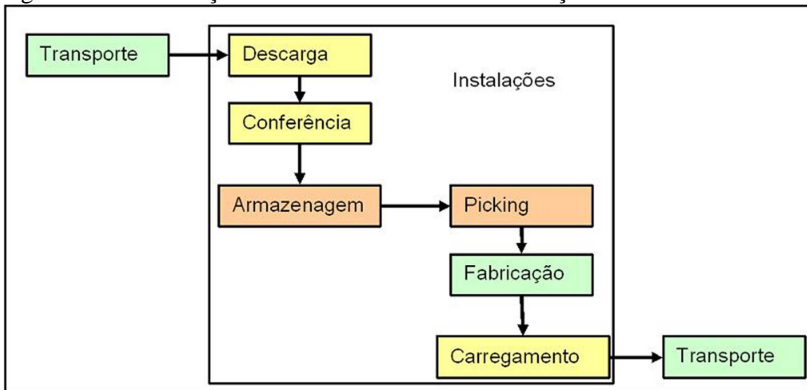 Transporte
Descarga
Instalações
Conferência
Armazenagem
Picking
Fabricação
Carregamento
Transporte